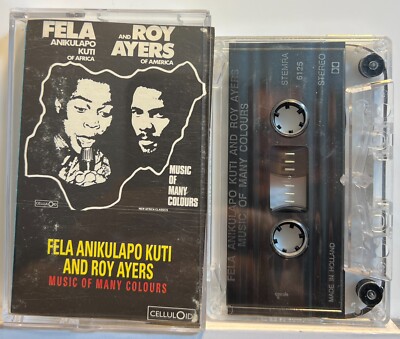 FELA
ANIKULAPO
KUTI
OF AFRICA
AND ROY
AYERS
OF AMERICA
MUSIC
OF
MANY
COLOURS
CELLULOID
FELA ANIKULAPO KUTI
AND ROY AYERS
MUSIC OF MANY COLOURS
CELLULOID
FELA ANIKULAPO KUTI AND ROY AYERS
MUSIC OF MANY COLOURS
STEMRA
6125
STEREO
MADE IN HOLLAND